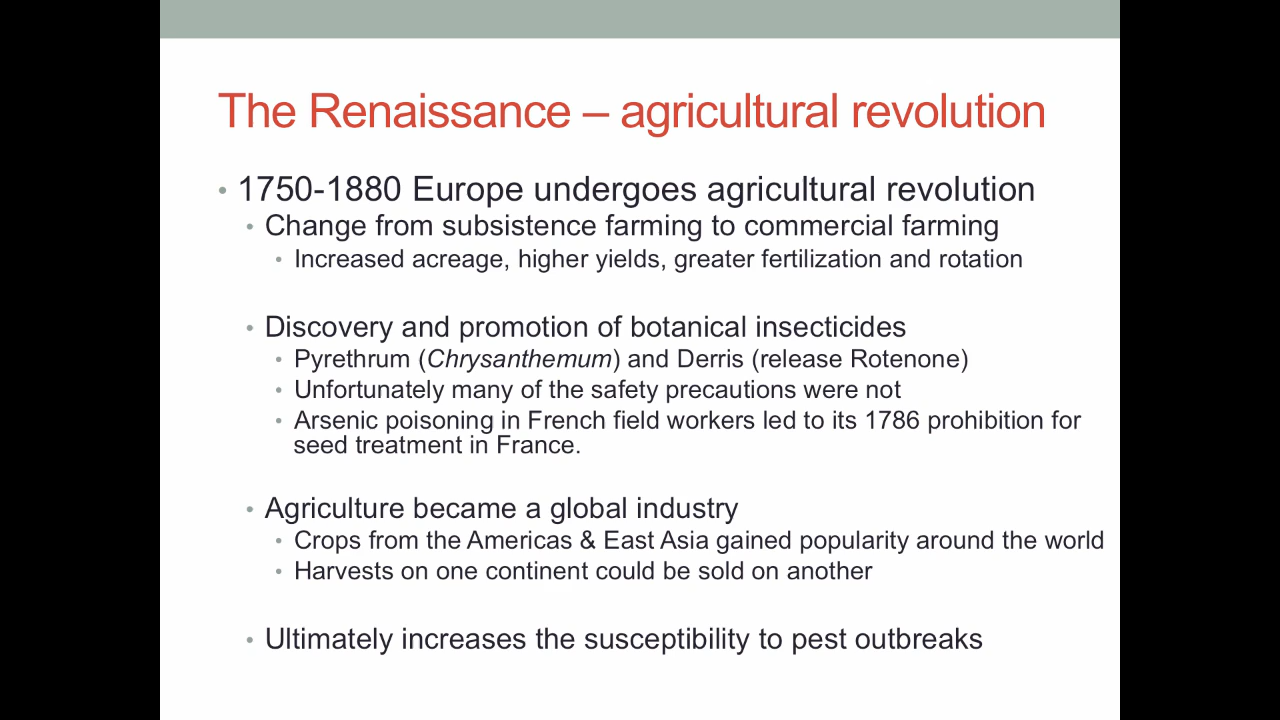 The Renaissance – agricultural revolution
• 1750-1880 Europe undergoes agricultural revolution
• Change from subsistence farming to commercial farming
• Increased acreage, higher yields, greater fertilization and rotation
• Discovery and promotion of botanical insecticides
• Pyrethrum (Chrysanthemum) and Derris (release Rotenone)
• Unfortunately many of the safety precautions were not
• Arsenic poisoning in French field workers led to its 1786 prohibition for
seed treatment in France.
• Agriculture became a global industry
• Crops from the Americas & East Asia gained popularity around the world
• Harvests on one continent could be sold on another
• Ultimately increases the susceptibility to pest outbreaks